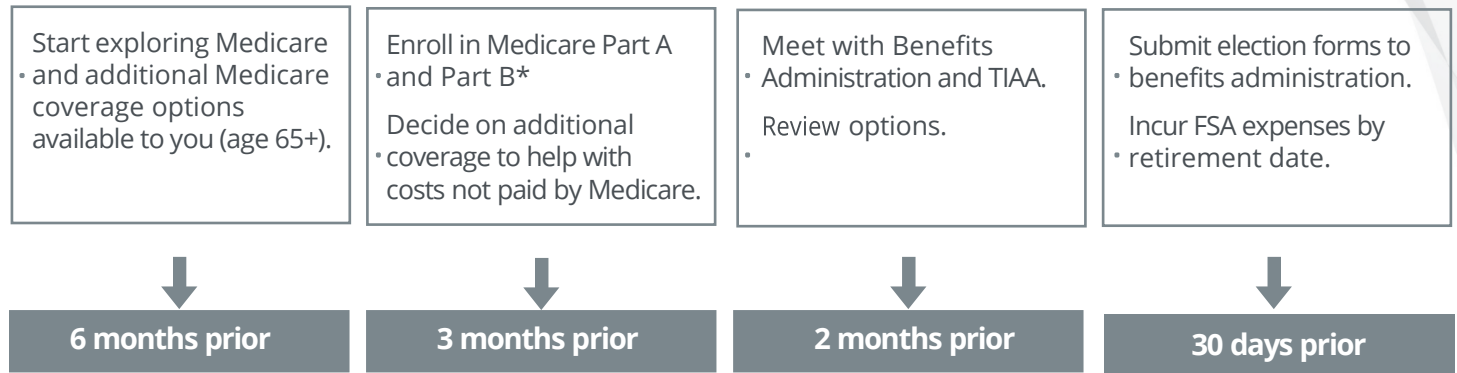 Start exploring Medicare
• and additional Medicare
coverage options
available to you (age 65+).
6 months prior
Enroll in Medicare Part A
• and Part B*
Decide on additional
• coverage to help with
costs not paid by Medicare.
3 months prior
Meet with Benefits
• Administration and TIAA.
Review options.
•
2 months prior
Submit election forms to
• benefits administration.
Incur FSA expenses by
• retirement date.
30 days prior